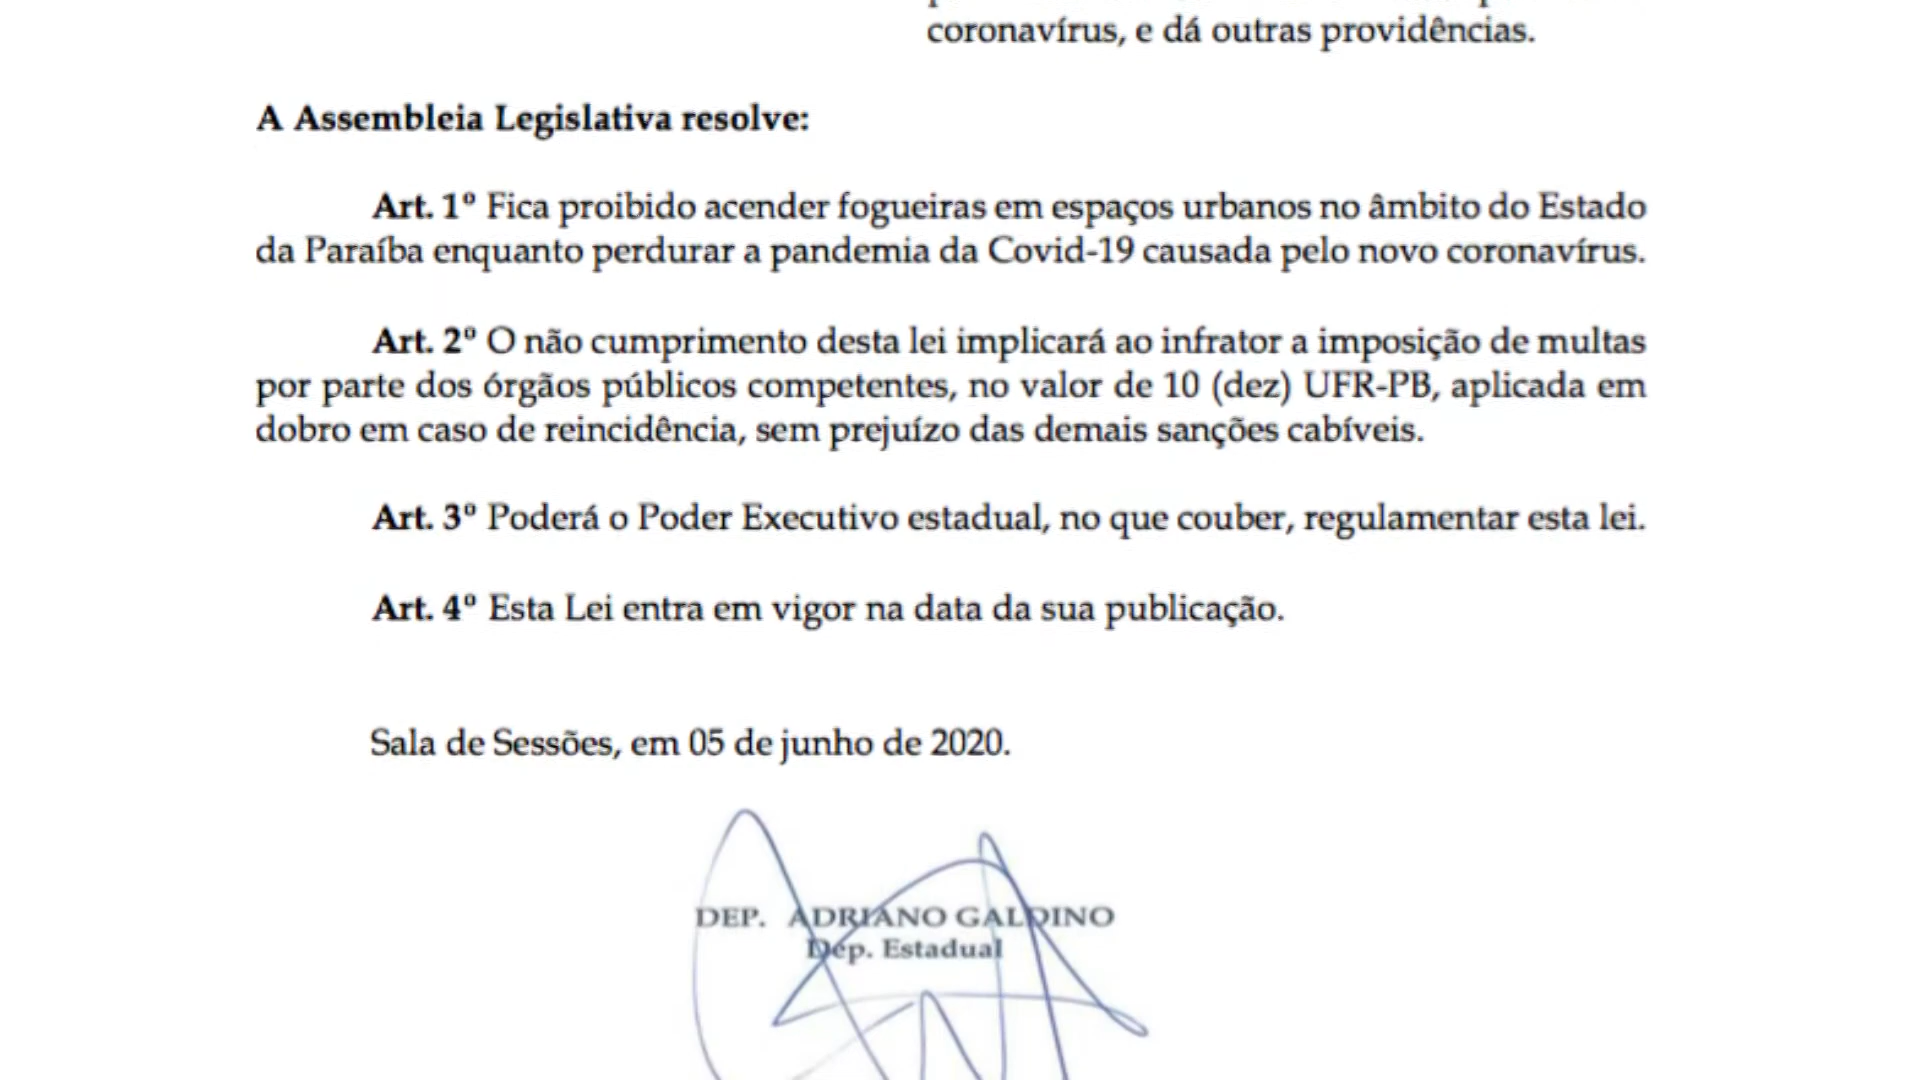 coronavírus, e dá outras providências.
A Assembleia Legislativa resolve:
Art. 1º Fica proibido acender fogueiras em espaços urbanos no âmbito do Estado
da Paraíba enquanto perdurar a pandemia da Covid-19 causada pelo novo coronavírus.
Art. 2º O não cumprimento desta lei implicará ao infrator a imposição de multas
por parte dos órgãos públicos competentes, no valor de 10 (dez) UFR-PB, aplicada em
dobro em caso de reincidência, sem prejuízo das demais sanções cabíveis.
Art. 3º Poderá o Poder Executivo estadual, no que couber, regulamentar esta lei.
Art. 4º Esta Lei entra em vigor na data da sua publicação.
Sala de Sessões, em 05 de junho de 2020.
DEP. ADRIANO GALDINO
Dep. Estadual